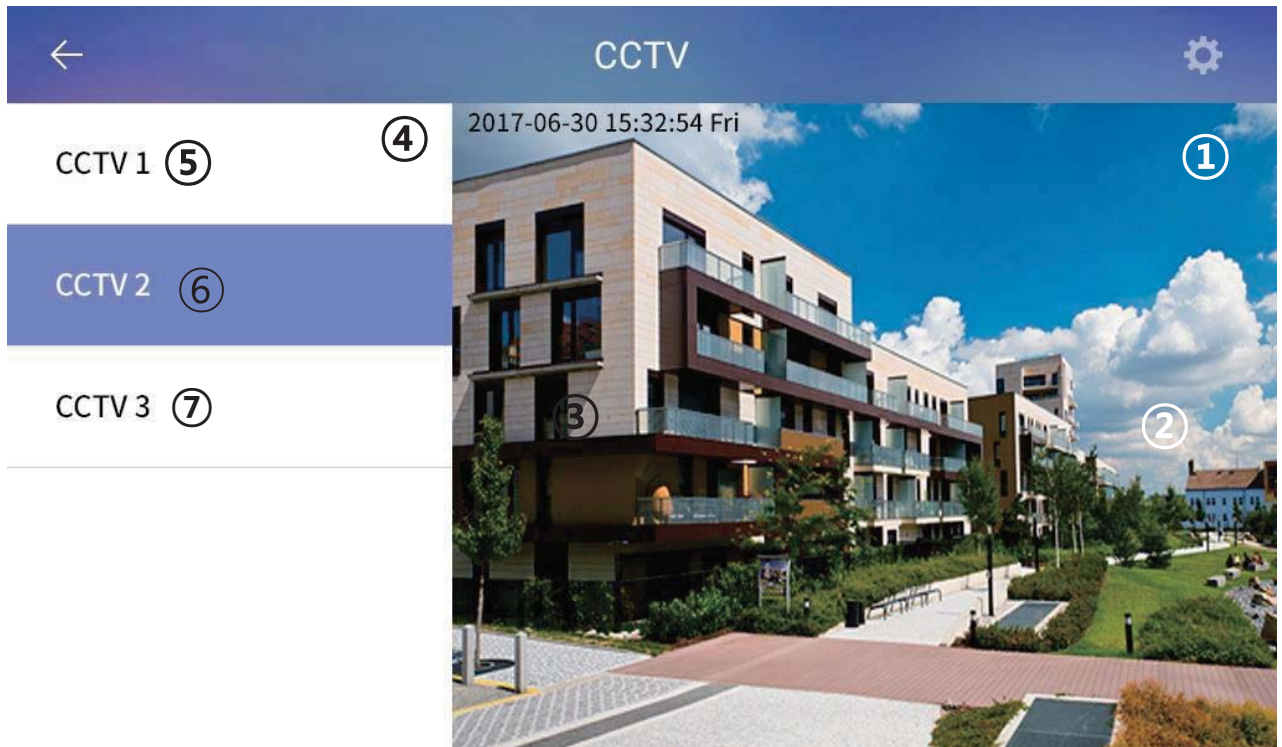 CCTV
④
2017-06-30 15:32:54 Fri
①
CCTV 1 ⑤
CCTV 2 ⑥
③
②
CCTV 3 ⑦